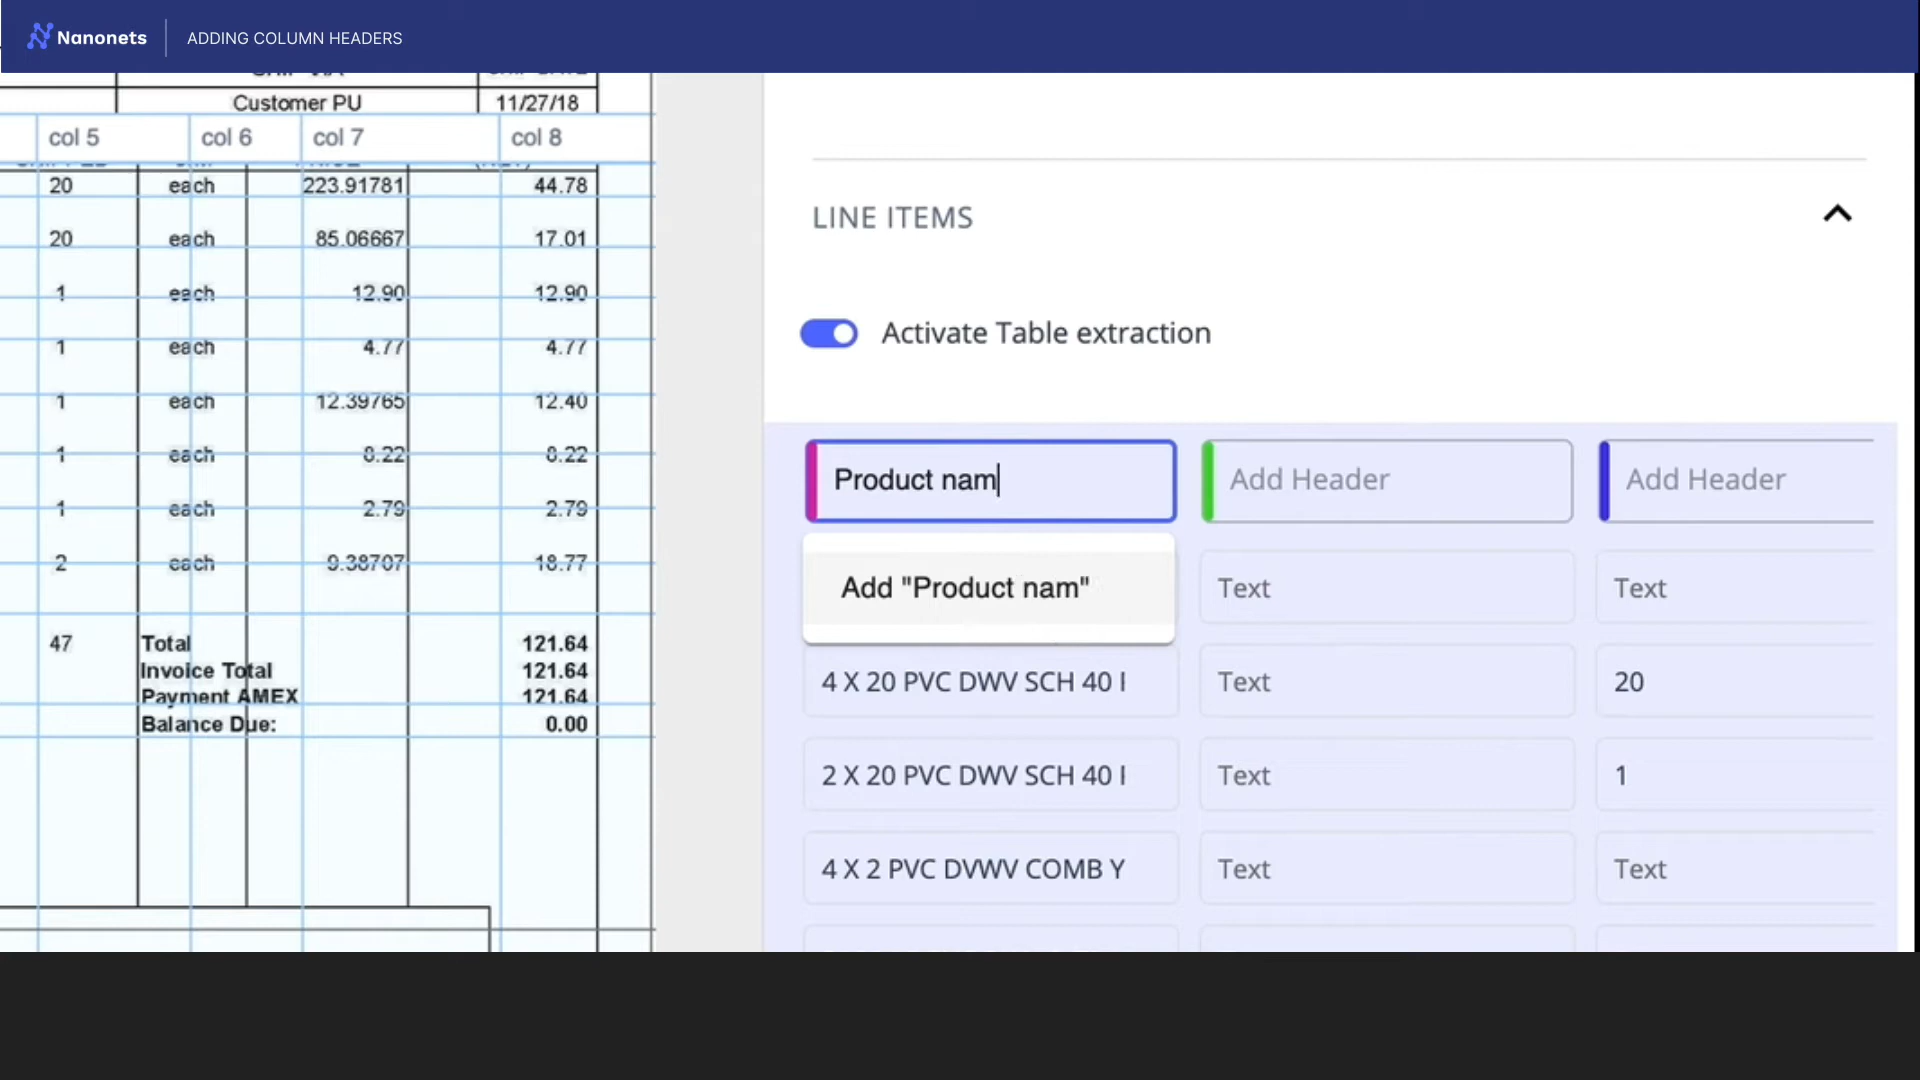 Nanonets ADDING COLUMN HEADERS
Customer PU 11/27/18
col 5 col 6 col 7 col 8
20 each 223.91781 44.78
20 each 85.06667 17.01
1 each 12.90 12.90
1 each 4.77 4.77
1 each 12.39765 12.40
1 each 8.22 8.22
1 each 2.79 2.79
2 each 9.38707 18.77
47 Total 121.64
Invoice Total 121.64
Payment AMEX 121.64
Balance Due: 0.00
LINE ITEMS
Activate Table extraction
Product nam Add Header Add Header
Add "Product nam" Text Text
4 X 20 PVC DWV SCH 40 Text 20
2 X 20 PVC DWV SCH 40 Text 1
4 X 2 PVC DVWV COMB Y Text Text